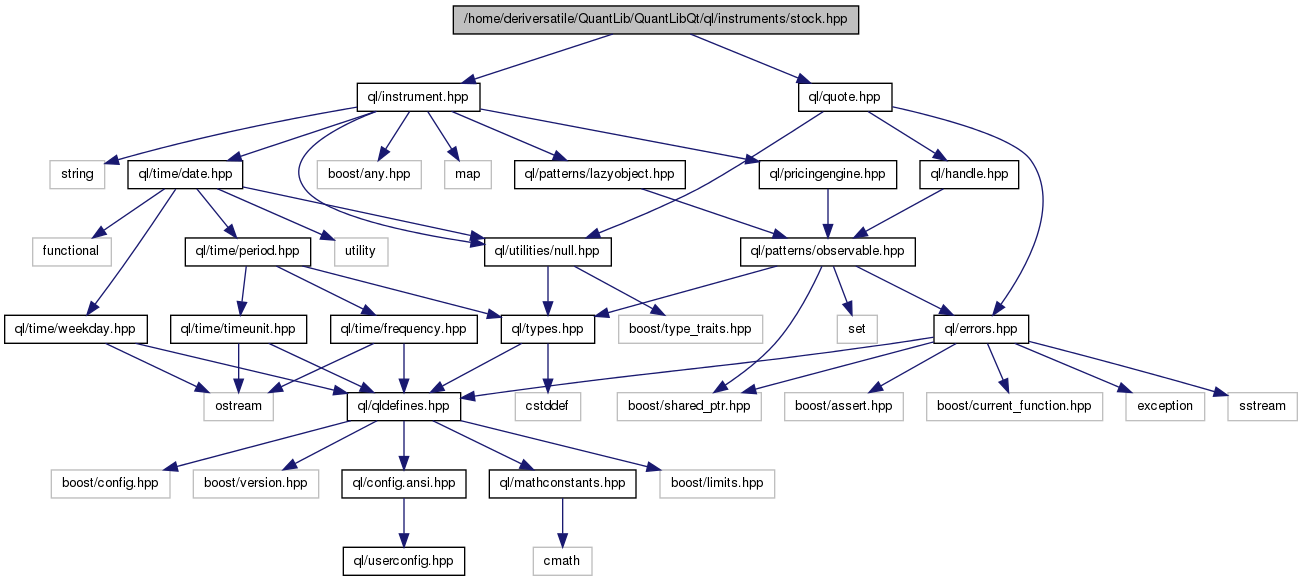 /home/deriversatile/QuantLib/QuantLibQt/ql/instruments/stock.hpp
ql/instrument.hpp
ql/quote.hpp
string
ql/time/date.hpp
boost/any.hpp
map
ql/patterns/lazyobject.hpp
ql/pricingengine.hpp
ql/handle.hpp
functional
ql/time/period.hpp
utility
ql/utilities/null.hpp
ql/patterns/observable.hpp
ql/time/weekday.hpp
ql/time/timeunit.hpp
ql/time/frequency.hpp
ql/types.hpp
boost/type_traits.hpp
set
ql/errors.hpp
ostream
ql/qldefines.hpp
cstddef
boost/shared_ptr.hpp
boost/assert.hpp
boost/current_function.hpp
exception
sstream
boost/config.hpp
boost/version.hpp
ql/config.ansi.hpp
ql/mathconstants.hpp
boost/limits.hpp
ql/userconfig.hpp
cmath